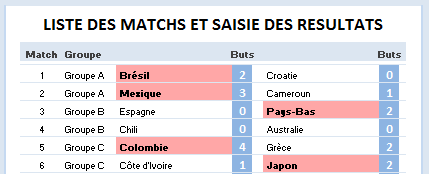 LISTE DES MATCHS ET SAISIE DES RESULTATS
Match Groupe Buts Buts
1 Groupe A Brésil 2 Croatie 0
2 Groupe A Mexique 3 Cameroun 1
3 Groupe B Espagne 0 Pays-Bas 2
4 Groupe B Chili 0 Australie 0
5 Groupe C Colombie 4 Grèce 2
6 Groupe C Côte d'Ivoire 1 Japon 2